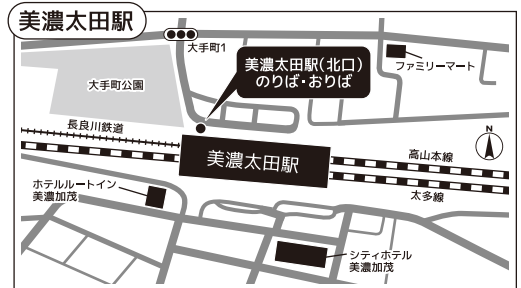 美濃太田駅
大手町1
美濃太田駅(北口)
のりば・おりば
ファミリーマート
大手町公園
長良川鉄道
N
美濃太田駅
高山本線
太多線
ホテルルートイン
美濃加茂
シティホテル
美濃加茂